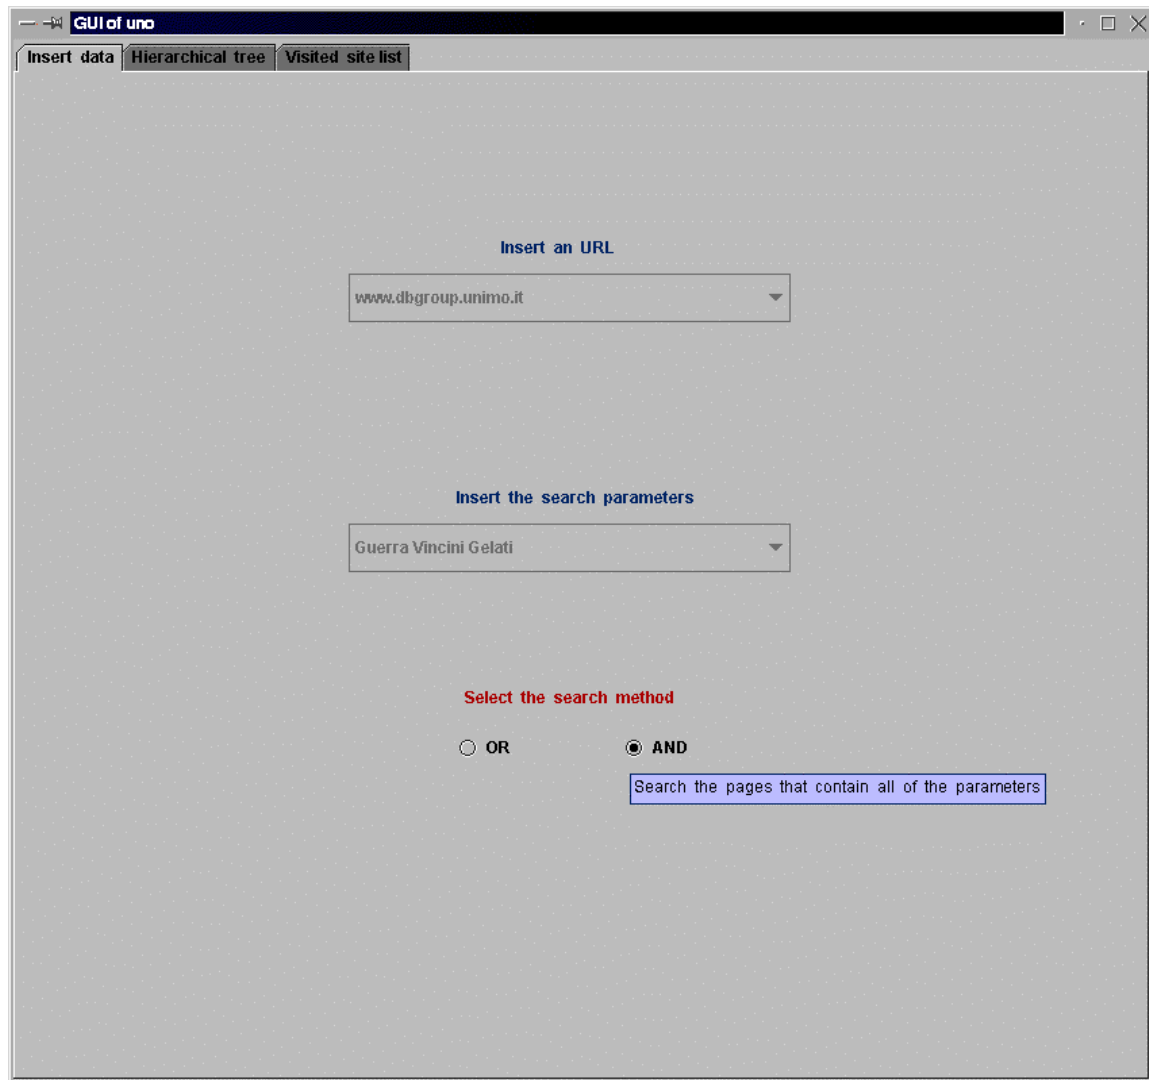 GUI of uno
Insert data Hierarchical tree Visited site list
Insert an URL
www.dbgroup.unimo.it
Insert the search parameters
Guerra Vincini Gelati
Select the search method
OR AND
Search the pages that contain all of the parameters